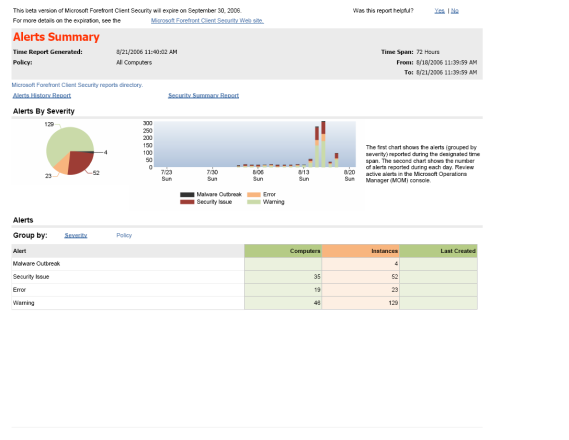 This beta version of Microsoft Forefront Client Security will expire on September 30, 2006.
Was this report helpful? Yes | No
For more details on the expiration, see the Microsoft Forefront Client Security Web site.
Alerts Summary
Time Report Generated: 8/21/2006 11:40:02 AM
Time Span: 72 Hours
Policy: All Computers
From: 8/18/2006 11:39:59 AM
To: 8/21/2006 11:39:59 AM
Microsoft Forefront Client Security reports directory.
Alerts History Report Security Summary Report
Alerts By Severity
129
4
52
23
300
250
200
150
100
50
0
7/23 7/30 8/06 8/13 8/20
Sun Sun Sun Sun Sun
Malware Outbreak Error
Security Issue Warning
The first chart shows the alerts (grouped by
severity) reported during the designated time
span. The second chart shows the number
of alerts reported during each day. Review
active alerts in the Microsoft Operations
Manager (MOM) console.
Alerts
Group by: Severity Policy
Alert Computers Instances Last Created
Malware Outbreak 4
Security Issue 35 52
Error 19 23
Warning 46 129